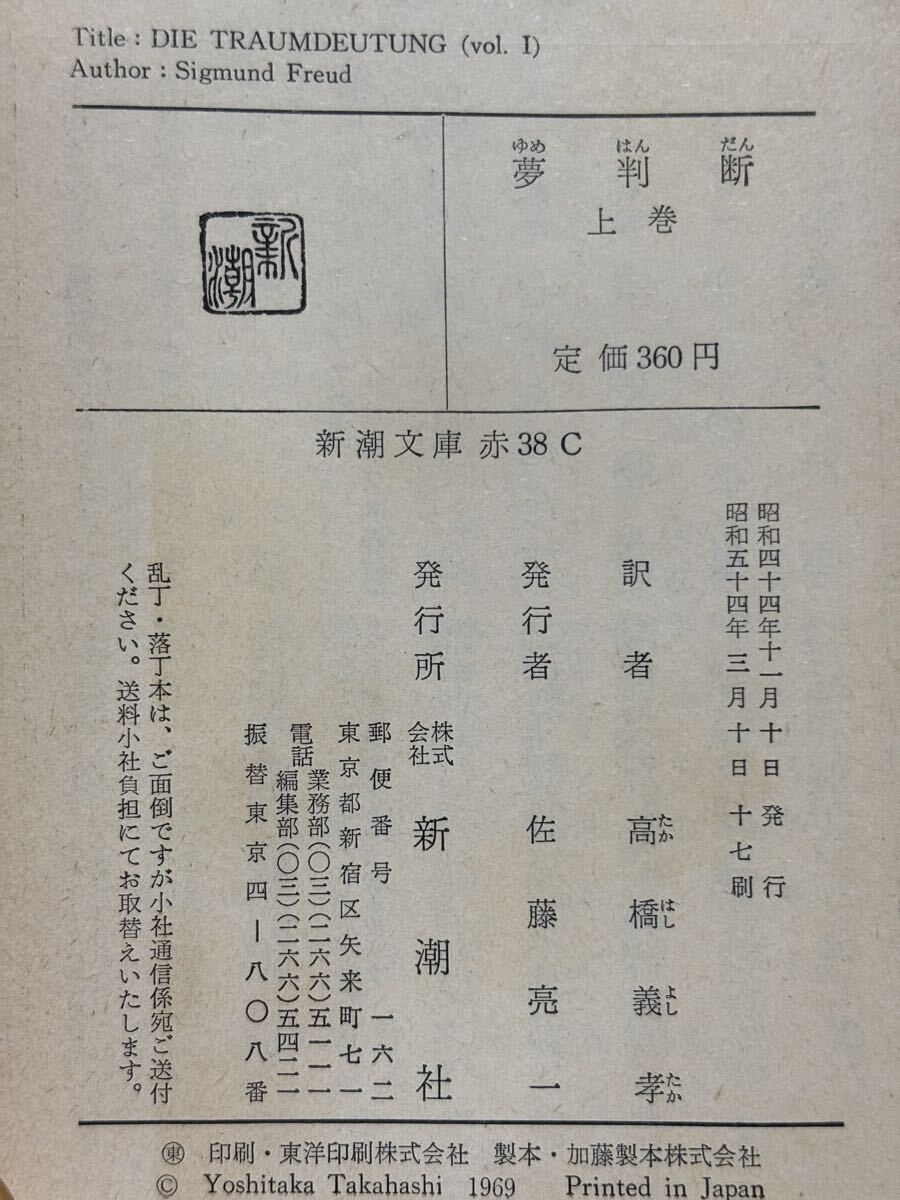 Title : DIE TRAUMDEUTUNG (vol. I)
Author : Sigmund Freud
ゆめ はん だん
夢判断
上巻
定価360円
新潮
新潮文庫 赤38C
昭和四十四年十一月十日 発行
昭和五十四年三月十日 十七刷
訳者 高橋義孝
たか はし よし たか
発行者 佐藤亮一
発行所 株式会社 新潮社
郵便番号 一六二
東京都新宿区矢来町七一
電話 業務部(〇三)(二六六)五一一一
編集部(〇三)(二六六)五四二一
振替東京四―八〇八番
乱丁・落丁本は、ご面倒ですが小社通信係宛ご送付
ください。送料小社負担にてお取替えいたします。
東 印刷・東洋印刷株式会社 製本・加藤製本株式会社
© Yoshitaka Takahashi 1969 Printed in Japan